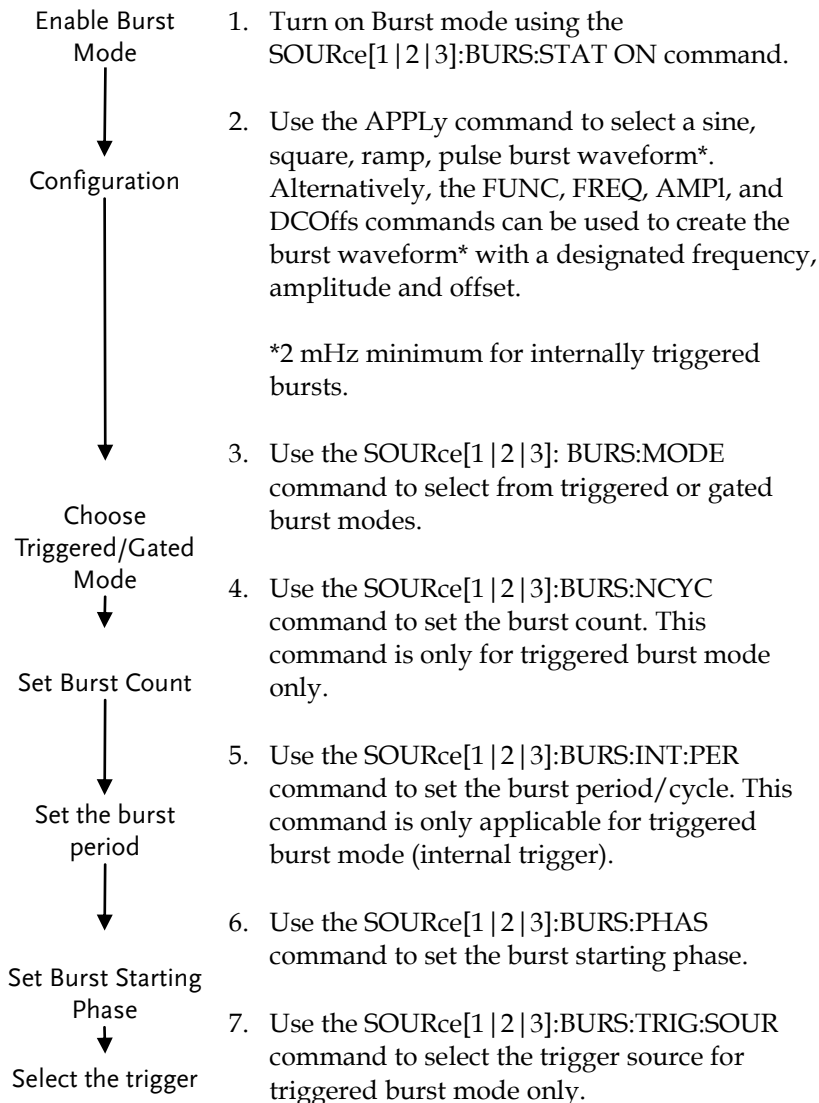 Enable Burst
Mode
1. Turn on Burst mode using the
SOURce[1|2|3]:BURS:STAT ON command.
Configuration
2. Use the APPLy command to select a sine,
square, ramp, pulse burst waveform*.
Alternatively, the FUNC, FREQ, AMPl, and
DCOffs commands can be used to create the
burst waveform* with a designated frequency,
amplitude and offset.
*2 mHz minimum for internally triggered
bursts.
Choose
Triggered/Gated
Mode
3. Use the SOURce[1|2|3]: BURS:MODE
command to select from triggered or gated
burst modes.
Set Burst Count
4. Use the SOURce[1|2|3]:BURS:NCYC
command to set the burst count. This
command is only for triggered burst mode
only.
Set the burst
period
5. Use the SOURce[1|2|3]:BURS:INT:PER
command to set the burst period/cycle. This
command is only applicable for triggered
burst mode (internal trigger).
Set Burst Starting
Phase
6. Use the SOURce[1|2|3]:BURS:PHAS
command to set the burst starting phase.
Select the trigger
7. Use the SOURce[1|2|3]:BURS:TRIG:SOUR
command to select the trigger source for
triggered burst mode only.